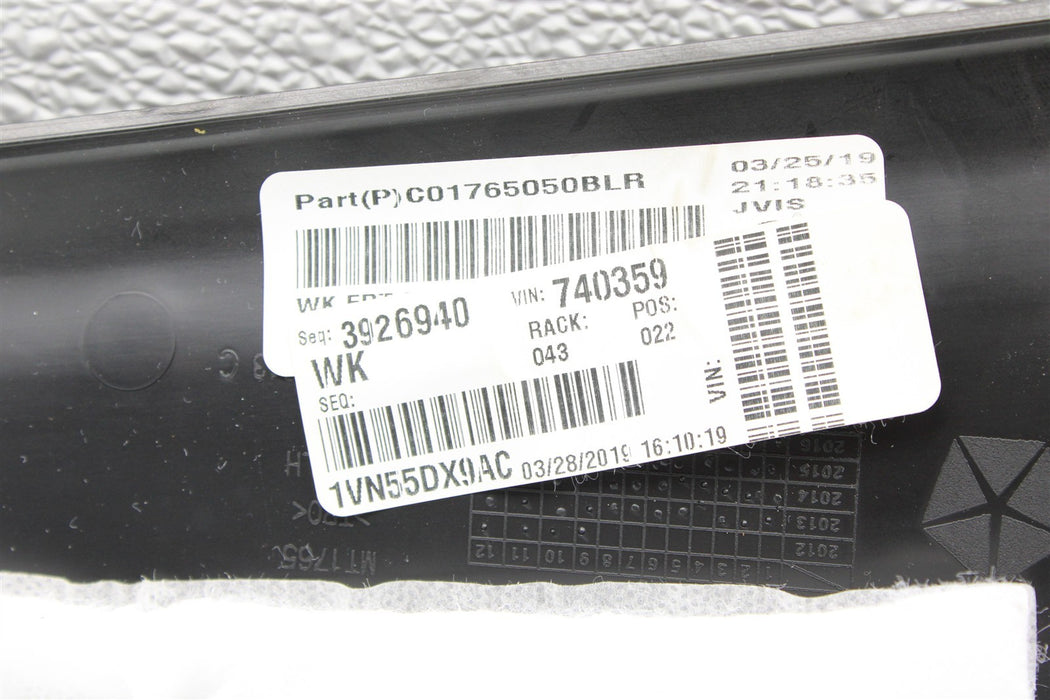 Part(P)C01765050BLR
03/25/19
21:18:35
JVIS
WK
Seq: 3926940
VIN: 740359
WK
RACK:
043
POS:
022
SEQ:
VIN:
1VN55DX9AC 03/28/2019 16:10:19
2016
2015
2014
2013
2012
12 11 10 9 8 7 6 5 4 3 2 1
>TPO<
MT1765